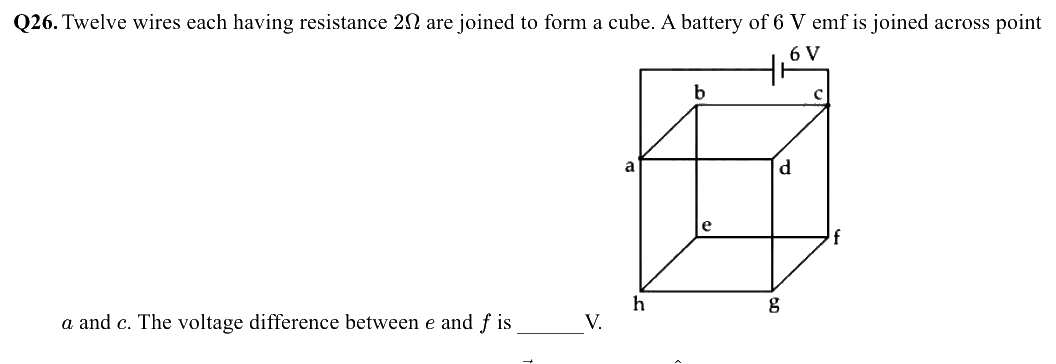 Q26. Twelve wires each having resistance 2Ω are joined to form a cube. A battery of 6 V emf is joined across point
6 V
b
c
a
d
e
f
h
g
a and c. The voltage difference between e and f is ______V.